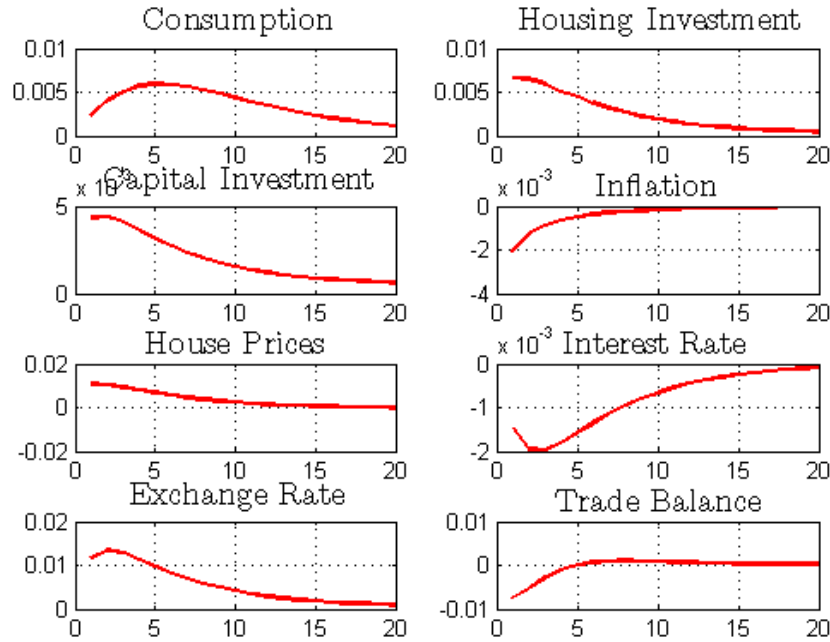 Consumption
0.01
0.005
0
0 5 10 15 20
Housing Investment
0.01
0.005
0
0 5 10 15 20
Capital Investment
5
0
0 5 10 15 20
Inflation
x 10⁻³
0
-2
-4
0 5 10 15 20
House Prices
0.02
0
-0.02
0 5 10 15 20
x 10⁻³ Interest Rate
0
-1
-2
0 5 10 15 20
Exchange Rate
0.02
0.01
0
0 5 10 15 20
Trade Balance
0.01
0
-0.01
0 5 10 15 20